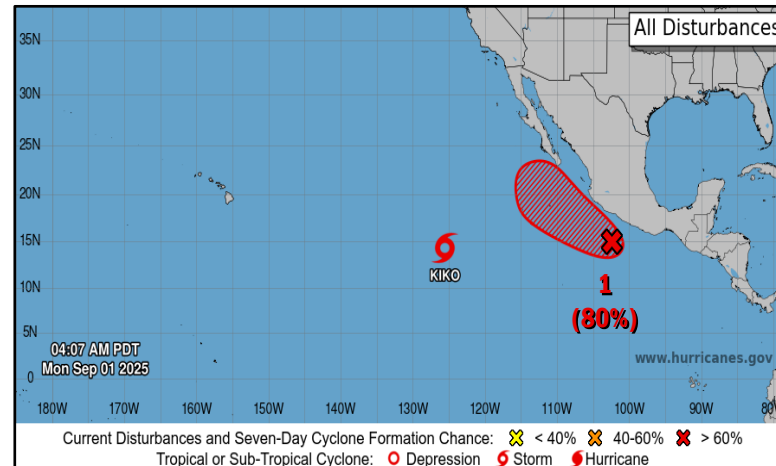 All Disturbances
35N
30N
25N
20N
15N
10N
5N
0
KIKO
1
(80%)
04:07 AM PDT
Mon Sep 01 2025
www.hurricanes.gov
180W 170W 160W 150W 140W 130W 120W 110W 100W 90W 80W
Current Disturbances and Seven-Day Cyclone Formation Chance: < 40% 40-60% > 60%
Tropical or Sub-Tropical Cyclone: Depression Storm Hurricane